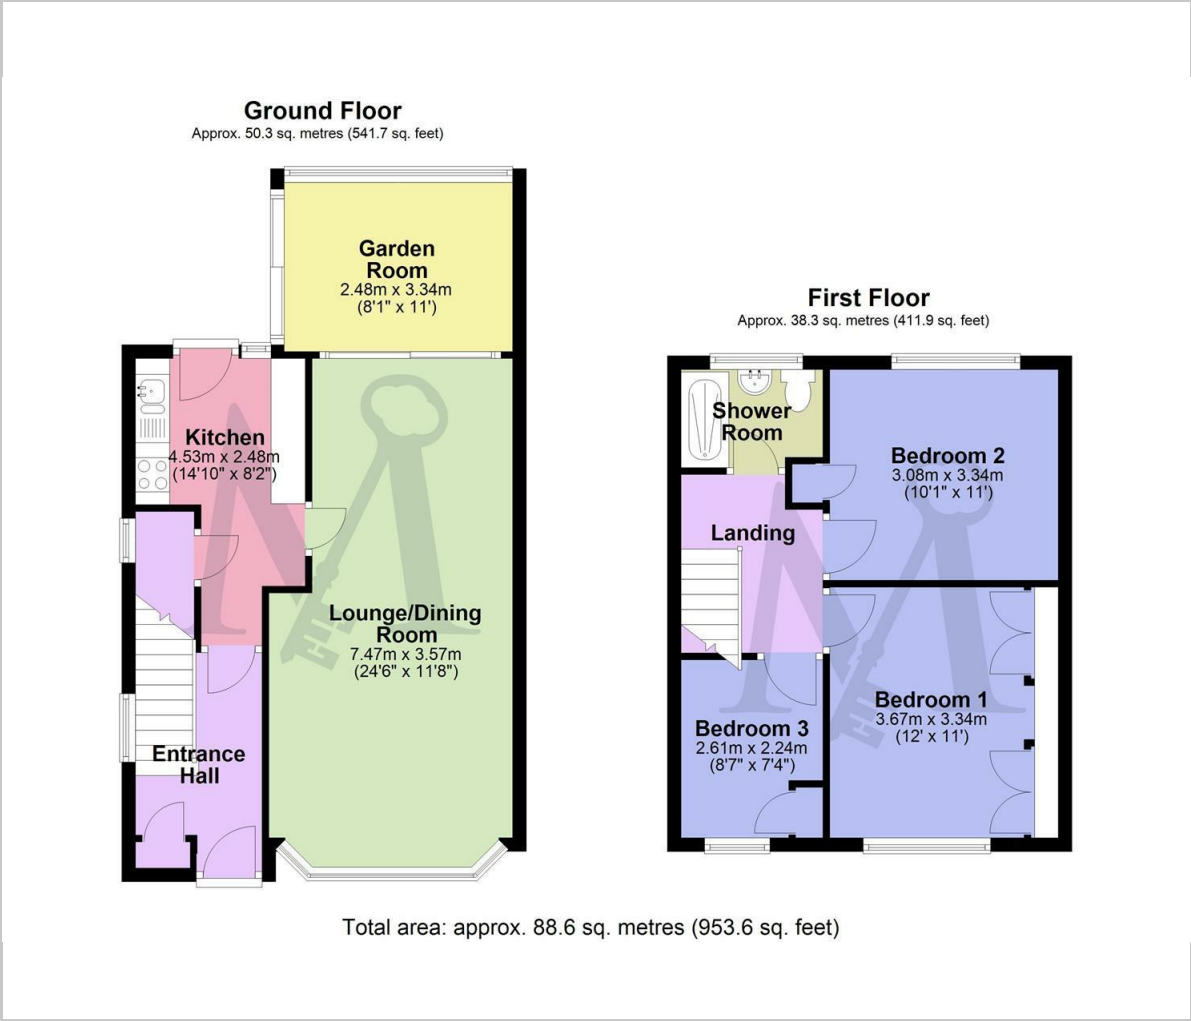 Ground Floor
Approx. 50.3 sq. metres (541.7 sq. feet)
Garden
Room
2.48m x 3.34m
(8'1" x 11')
Kitchen
4.53m x 2.48m
(14'10" x 8'2")
Lounge/Dining
Room
7.47m x 3.57m
(24'6" x 11'8")
Entrance
Hall
First Floor
Approx. 38.3 sq. metres (411.9 sq. feet)
Shower
Room
Bedroom 2
3.08m x 3.34m
(10'1" x 11')
Landing
Bedroom 1
3.67m x 3.34m
(12' x 11')
Bedroom 3
2.61m x 2.24m
(8'7" x 7'4")
Total area: approx. 88.6 sq. metres (953.6 sq. feet)
M
M